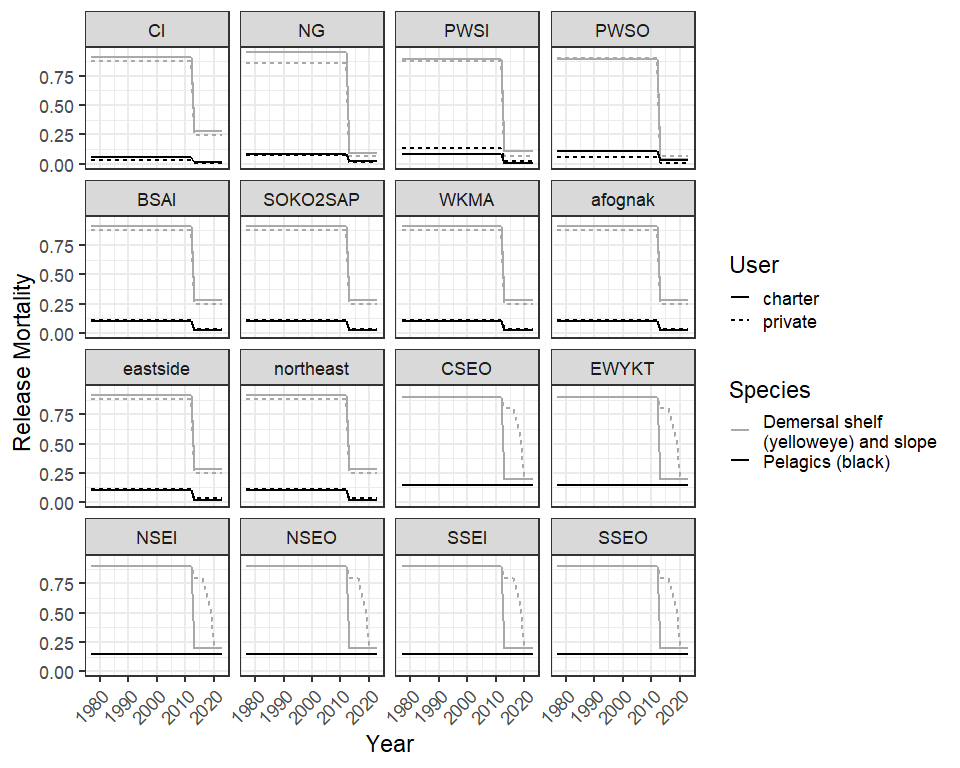 CI NG PWSI PWSO
0.75
0.50
0.25
0.00
BSAI SOKO2SAP WKMA afognak
0.75
0.50
0.25
0.00
eastside northeast CSEO EWYKT
0.75
0.50
0.25
0.00
NSEI NSEO SSEI SSEO
0.75
0.50
0.25
0.00
1980 1990 2000 2010 2020 1980 1990 2000 2010 2020 1980 1990 2000 2010 2020 1980 1990 2000 2010 2020
Year
Release Mortality
User
charter
private
Species
Demersal shelf
(yelloweye) and slope
Pelagics (black)